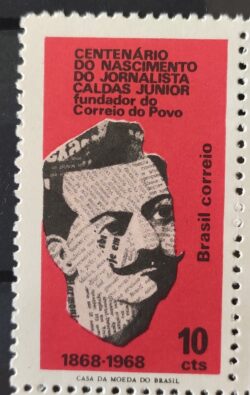 CENTENÁRIO
DO NASCIMENTO
DO JORNALISTA
CALDAS JUNIOR
fundador do
Correio do Povo
Brasil correio
10
cts
1868-1968
CASA DA MOEDA DO BRASIL